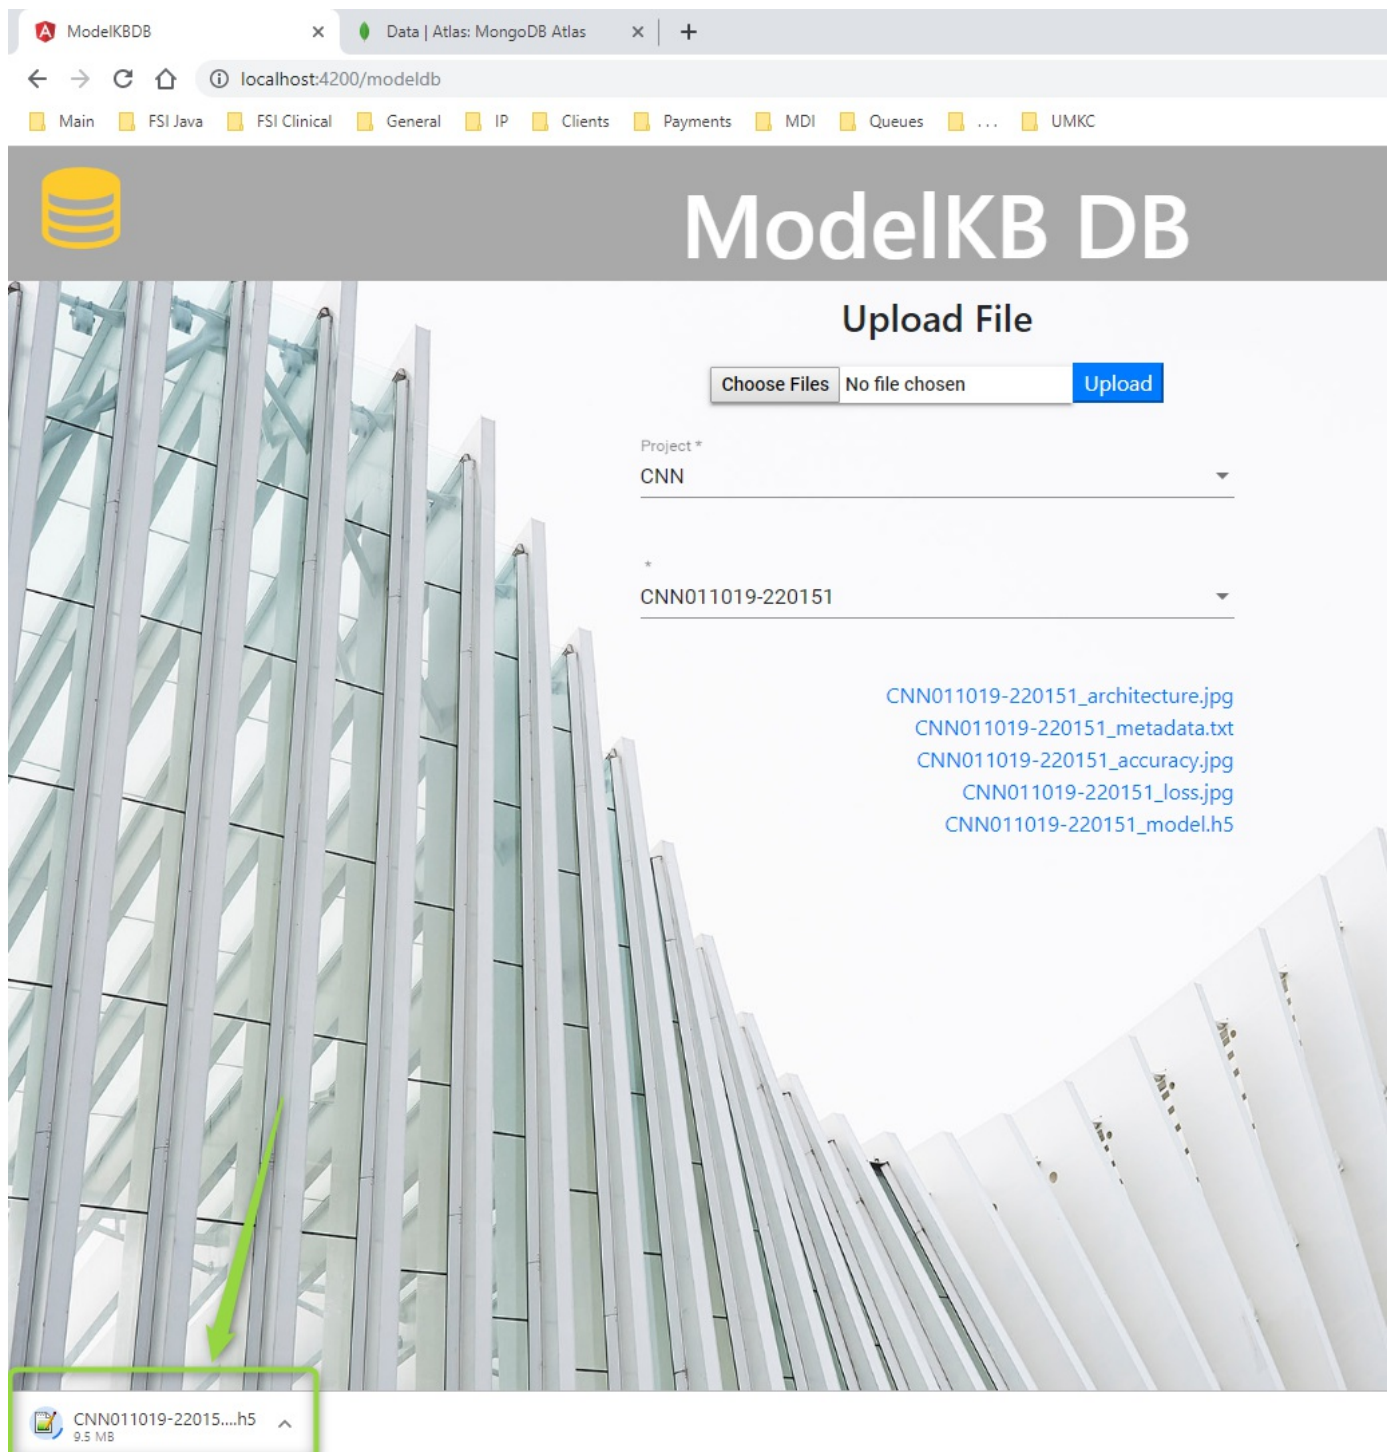 ModelKBDB
Data | Atlas: MongoDB Atlas
localhost:4200/modeldb
Main FSI Java FSI Clinical General IP Clients Payments MDI Queues ... UMKC
ModelKB DB
Upload File
Choose Files No file chosen Upload
Project *
CNN
*
CNN011019-220151
CNN011019-220151_architecture.jpg
CNN011019-220151_metadata.txt
CNN011019-220151_accuracy.jpg
CNN011019-220151_loss.jpg
CNN011019-220151_model.h5
CNN011019-22015....h5
9.5 MB